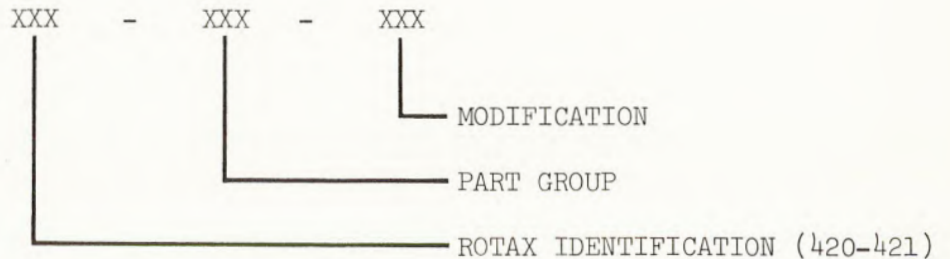 XXX - XXX - XXX
MODIFICATION
PART GROUP
ROTAX IDENTIFICATION (420-421)